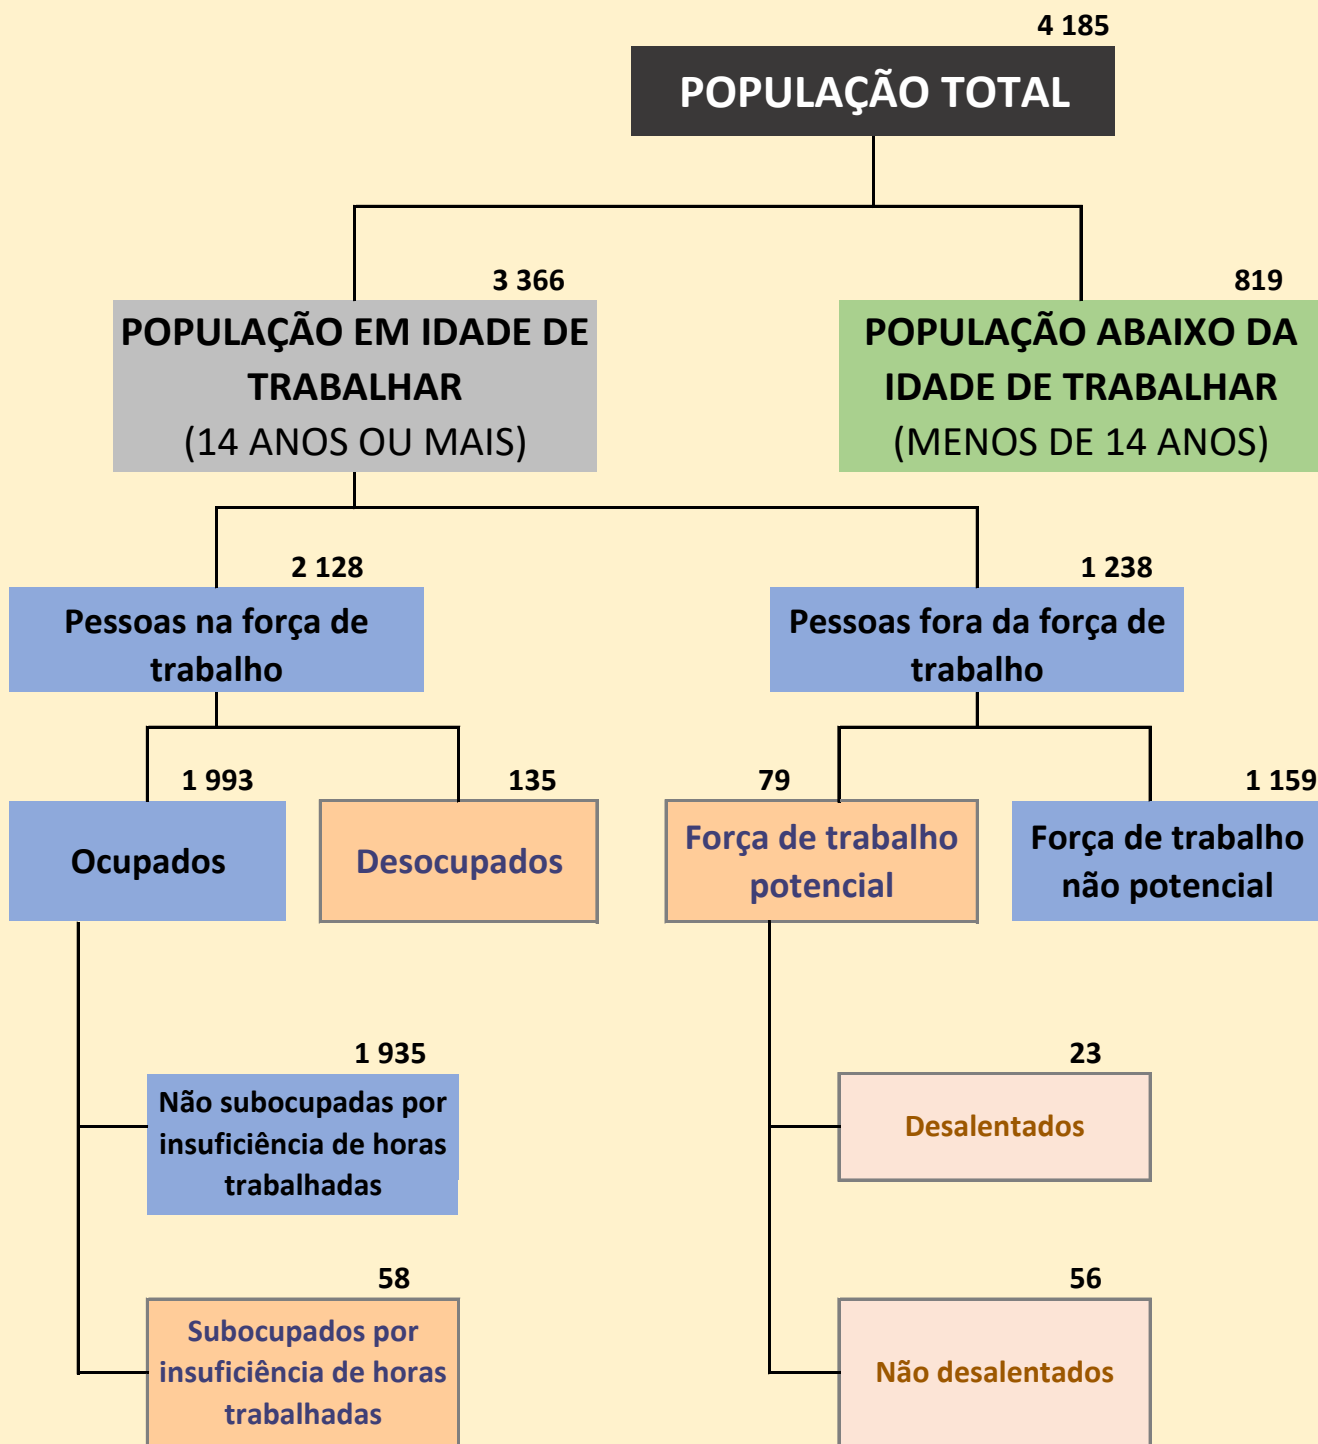 4 185
POPULAÇÃO TOTAL
3 366
POPULAÇÃO EM IDADE DE
TRABALHAR
(14 ANOS OU MAIS)
819
POPULAÇÃO ABAIXO DA
IDADE DE TRABALHAR
(MENOS DE 14 ANOS)
2 128
Pessoas na força de
trabalho
1 238
Pessoas fora da força de
trabalho
1 993
Ocupados
135
Desocupados
79
Força de trabalho
potencial
1 159
Força de trabalho
não potencial
1 935
Não subocupadas por
insuficiência de horas
trabalhadas
23
Desalentados
58
Subocupados por
insuficiência de horas
trabalhadas
56
Não desalentados